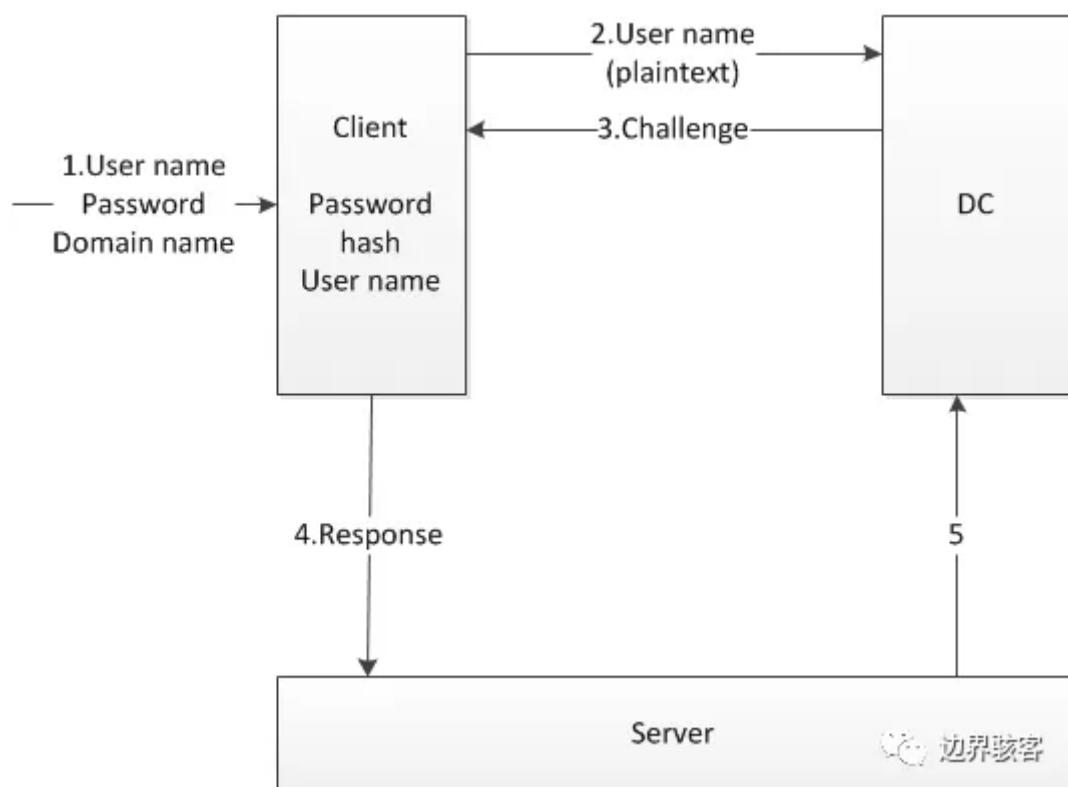 2.User name
(plaintext)
Client
3.Challenge
1.User name
Password
Domain name
Password
hash
User name
DC
4.Response
5
Server
边界骇客